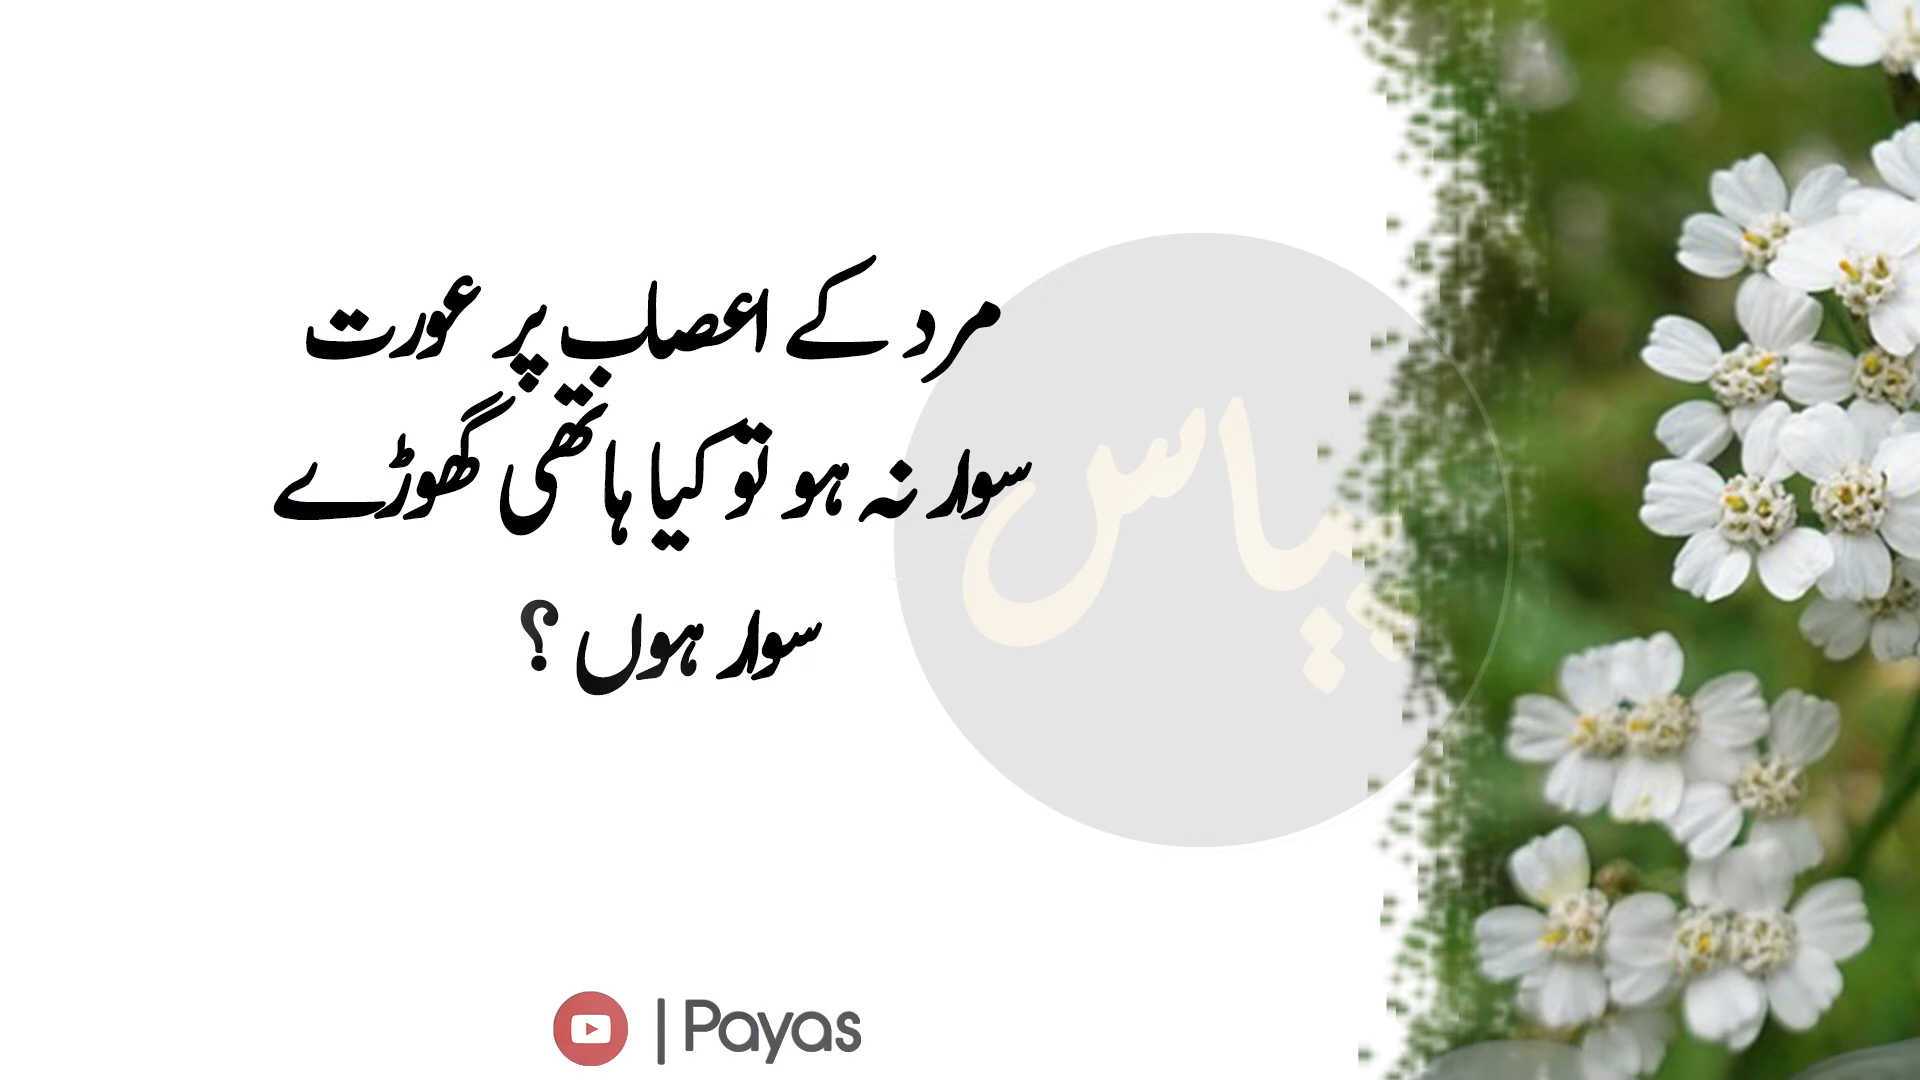 مرد کے اعصاب پر عورت
سوار نہ ہو تو کیا ہاتھی گھوڑے
سوار ہوں ؟
پیاس
| Payas